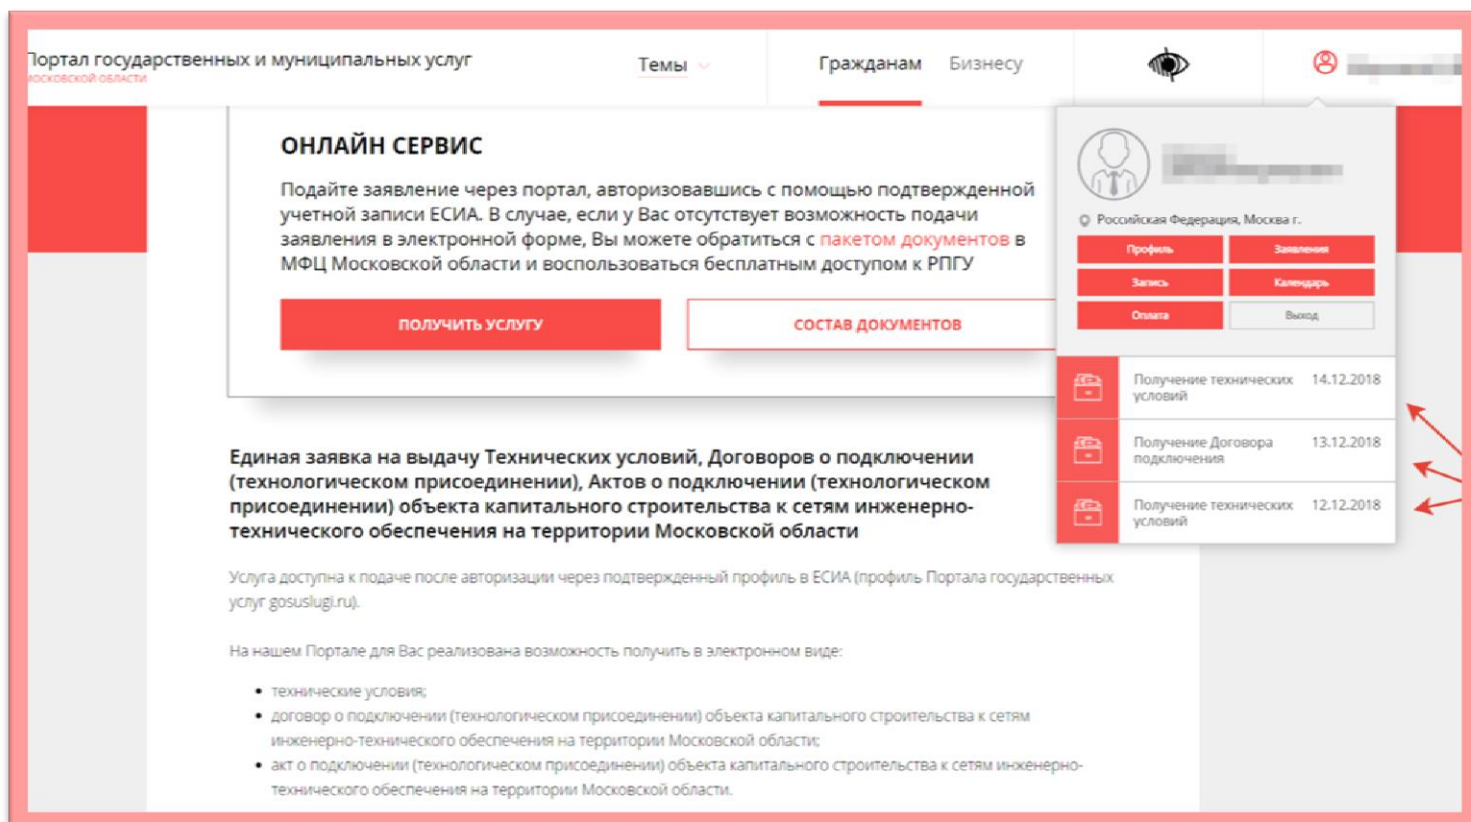 Портал государственных и муниципальных услуг
МОСКОВСКОЙ ОБЛАСТИ
Темы
Гражданам
Бизнесу
ОНЛАЙН СЕРВИС
Подайте заявление через портал, авторизовавшись с помощью подтвержденной
учетной записи ЕСИА. В случае, если у Вас отсутствует возможность подачи
заявления в электронной форме, Вы можете обратиться с пакетом документов в
МФЦ Московской области и воспользоваться бесплатным доступом к РПГУ
ПОЛУЧИТЬ УСЛУГУ
СОСТАВ ДОКУМЕНТОВ
Российская Федерация, Москва г.
Профиль
Заявления
Запись
Календарь
Оплата
Выход
Получение технических 14.12.2018
условий
Получение Договора 13.12.2018
подключения
Получение технических 12.12.2018
условий
Единая заявка на выдачу Технических условий, Договоров о подключении
(технологическом присоединении), Актов о подключении (технологическом
присоединении) объекта капитального строительства к сетям инженерно-
технического обеспечения на территории Московской области
Услуга доступна к подаче после авторизации через подтвержденный профиль в ЕСИА (профиль Портала государственных
услуг gosuslugi.ru).
На нашем Портале для Вас реализована возможность получить в электронном виде:
• технические условия;
• договор о подключении (технологическом присоединении) объекта капитального строительства к сетям
инженерно-технического обеспечения на территории Московской области;
• акт о подключении (технологическом присоединении) объекта капитального строительства к сетям инженерно-
технического обеспечения на территории Московской области.